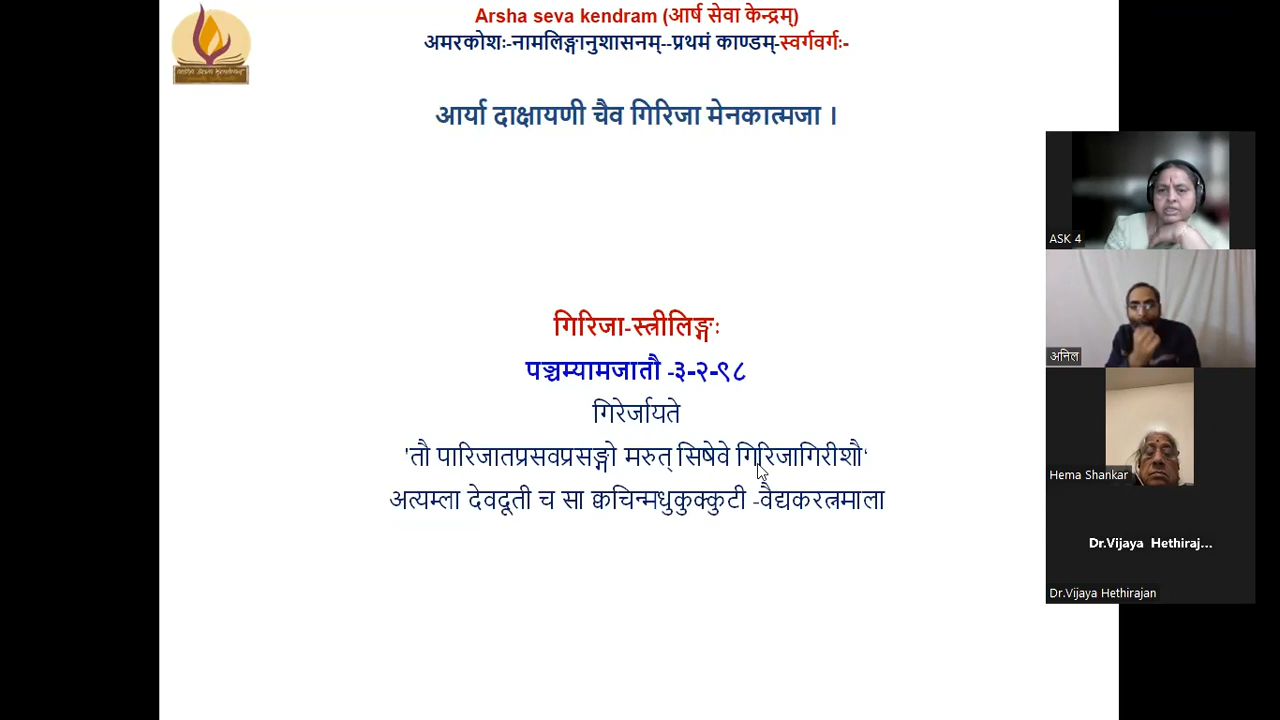 Arsha seva kendram (आर्ष सेवा केन्द्रम्)
अमरकोशः-नामलिङ्गानुशासनम्--प्रथमं काण्डम्-स्वर्गवर्गः-
आर्या दाक्षायणी चैव गिरिजा मेनकात्मजा ।
गिरिजा-स्त्रीलिङ्गः
पञ्चम्यामजातौ -३-२-९८
गिरेर्जायते
'तौ पारिजातप्रसवप्रसङ्गो मरुत् सिषेवे गिरिजागिरीशौ‘
अत्यम्ला देवदूती च सा क्वचिन्मधुकुक्कुटी -वैद्यकरत्नमाला
ASK 4
अनिल
Hema Shankar
Dr.Vijaya Hethiraj...
Dr.Vijaya Hethirajan